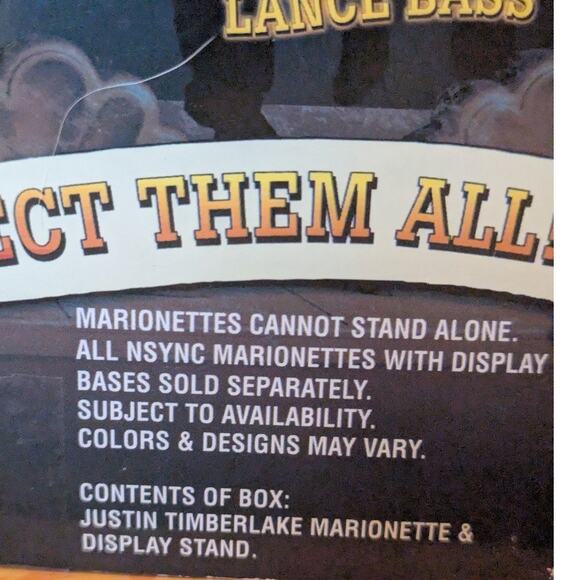 LANCE BASS
ECT THEM ALL!
MARIONETTES CANNOT STAND ALONE.
ALL NSYNC MARIONETTES WITH DISPLAY
BASES SOLD SEPARATELY.
SUBJECT TO AVAILABILITY.
COLORS & DESIGNS MAY VARY.
CONTENTS OF BOX:
JUSTIN TIMBERLAKE MARIONETTE &
DISPLAY STAND.